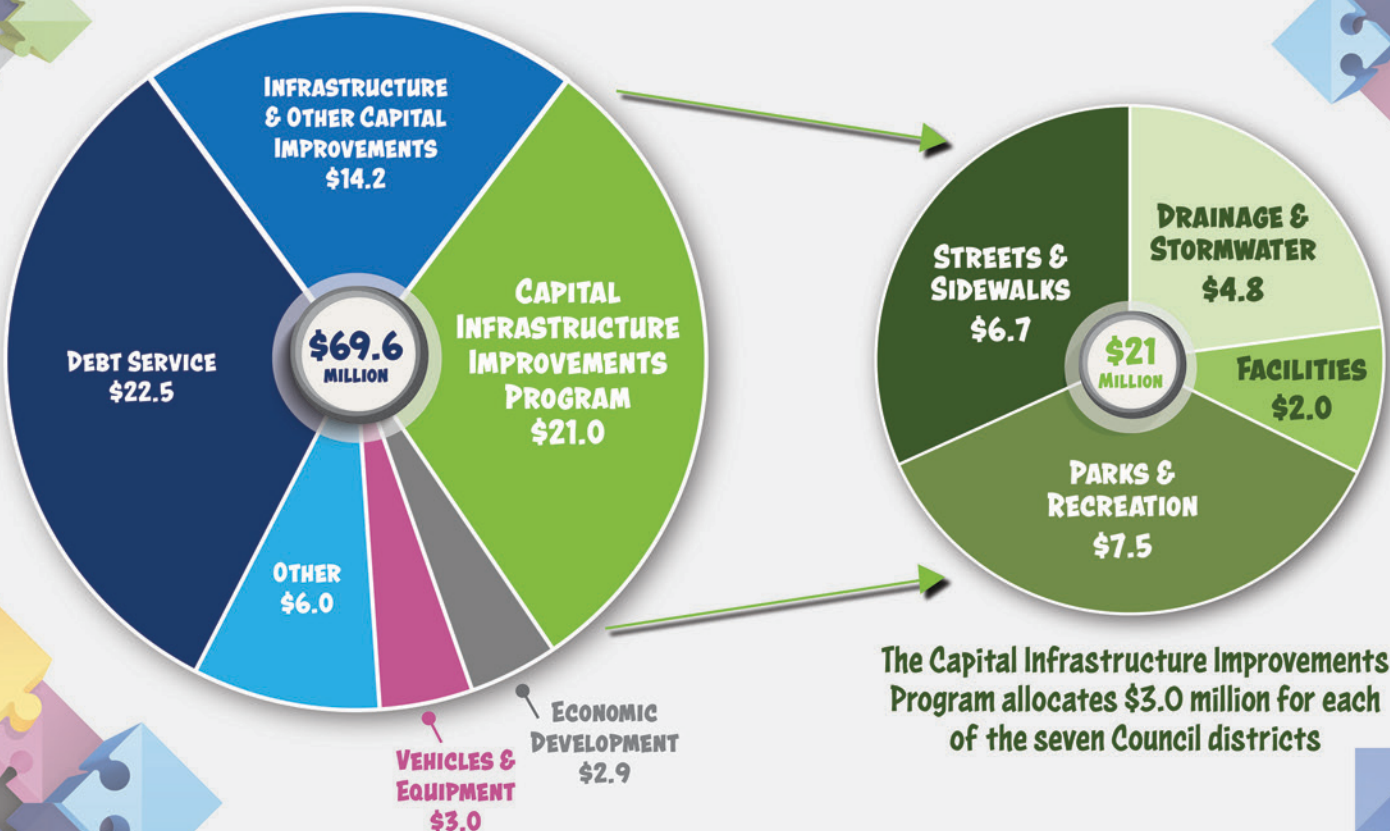 INFRASTRUCTURE
& OTHER CAPITAL
IMPROVEMENTS
$14.2
CAPITAL
INFRASTRUCTURE
IMPROVEMENTS
PROGRAM
$21.0
DEBT SERVICE
$22.5
$69.6
MILLION
OTHER
$6.0
VEHICLES &
EQUIPMENT
$3.0
ECONOMIC
DEVELOPMENT
$2.9
STREETS &
SIDEWALKS
$6.7
DRAINAGE &
STORMWATER
$4.8
$21
MILLION
FACILITIES
$2.0
PARKS &
RECREATION
$7.5
The Capital Infrastructure Improvements
Program allocates $3.0 million for each
of the seven Council districts